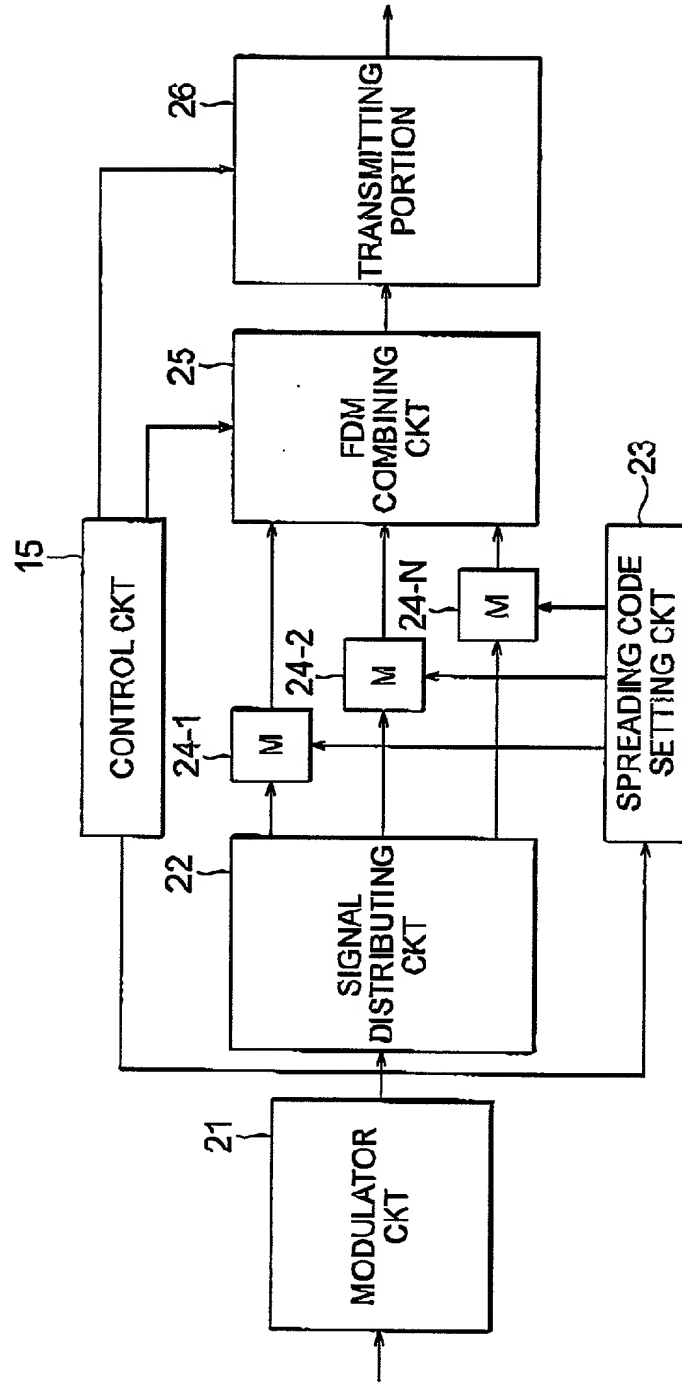 15
CONTROL CKT
21
MODULATOR
CKT
22
SIGNAL
DISTRIBUTING
CKT
24-1
M
24-2
M
24-N
M
23
SPREADING CODE
SETTING CKT
25
FDM
COMBINING
CKT
26
TRANSMITTING
PORTION